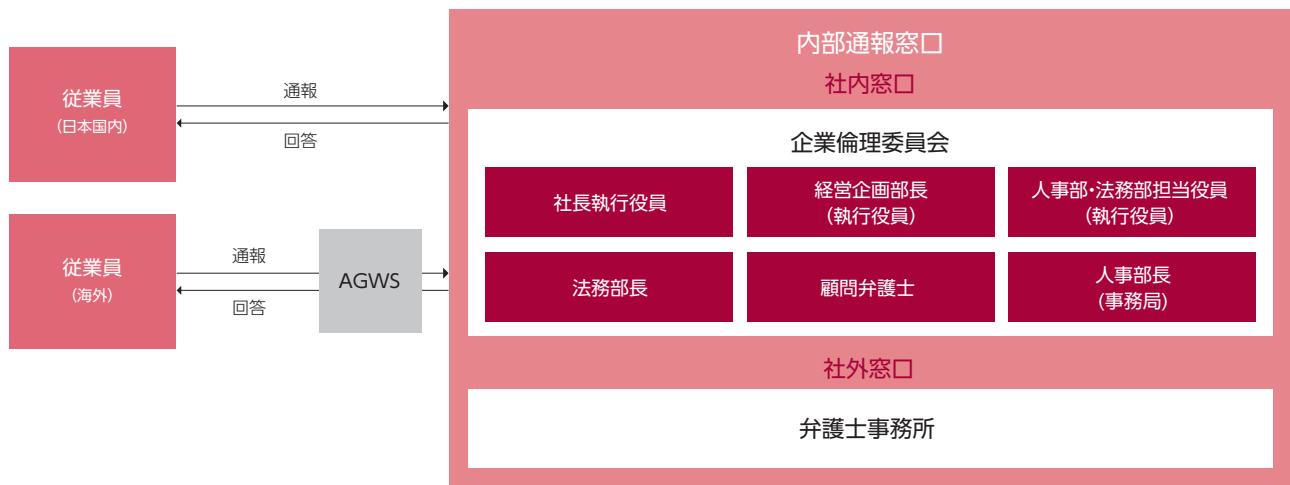 従業員
(日本国内)
通報
回答
従業員
(海外)
通報
回答
AGWS
内部通報窓口
社内窓口
企業倫理委員会
社長執行役員
経営企画部長
(執行役員)
人事部・法務部担当役員
(執行役員)
法務部長
顧問弁護士
人事部長
(事務局)
社外窓口
弁護士事務所